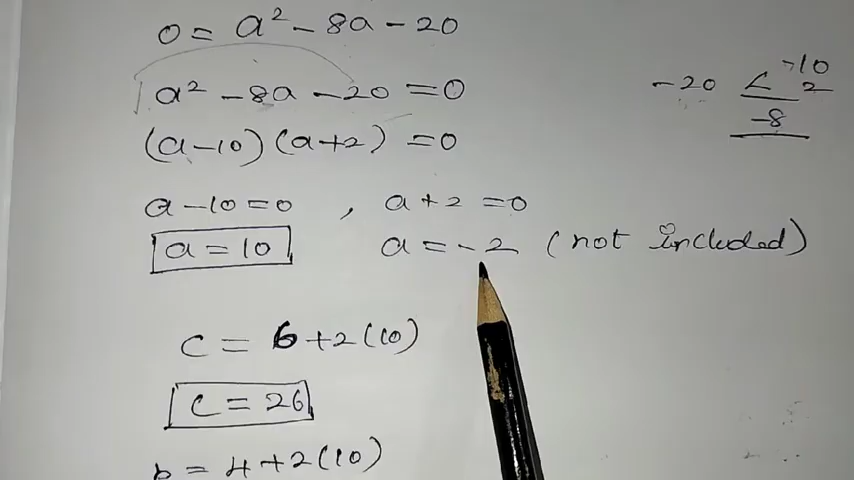 0 = a² - 8a - 20
a² - 8a - 20 = 0
-20 < -10 2
-8
(a-10)(a+2) = 0
a-10=0 , a+2=0
a=10 a=-2 (not included)
c = 6+2(10)
c = 26
b = 4+2(10)